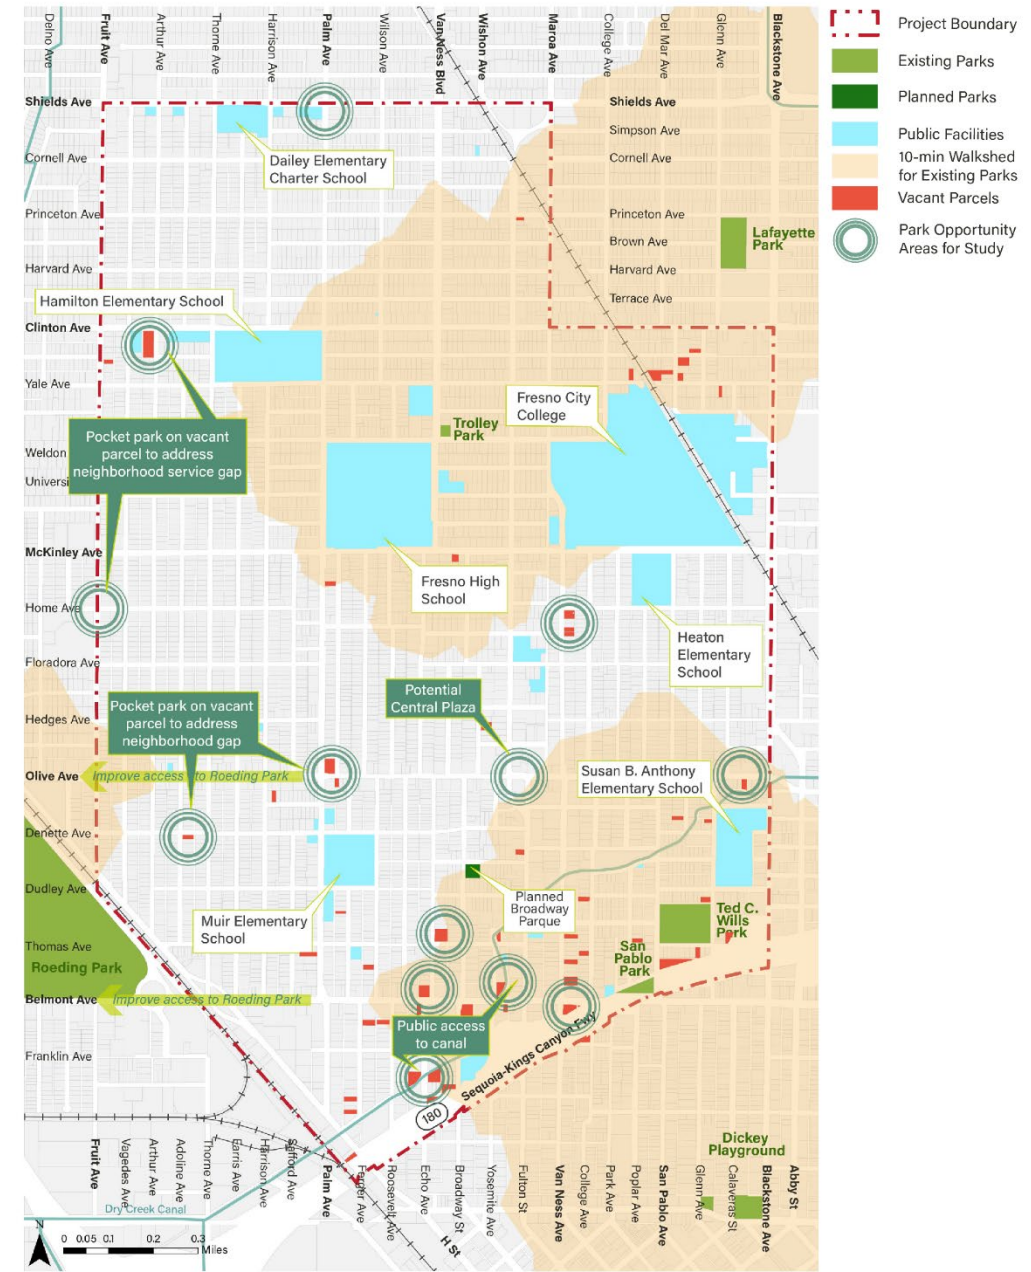 Delno Ave
Fruit Ave
Arthur Ave
Thorne Ave
Harrison Ave
Palm Ave
Wilson Ave
Van Ness Blvd
Wishon Ave
Maroa Ave
College Ave
Del Mar Ave
Glenn Ave
Blackstone Ave
Project Boundary
Existing Parks
Planned Parks
Public Facilities
10-min Walkshed
for Existing Parks
Vacant Parcels
Park Opportunity
Areas for Study
Shields Ave
Shields Ave
Simpson Ave
Cornell Ave
Cornell Ave
Dailey Elementary
Charter School
Princeton Ave
Princeton Ave
Lafayette
Park
Brown Ave
Harvard Ave
Harvard Ave
Terrace Ave
Hamilton Elementary School
Clinton Ave
Yale Ave
Fresno City
College
Trolley
Park
Pocket park on vacant
parcel to address
neighborhood service gap
Weldon
Universi
McKinley Ave
Fresno High
School
Home Ave
Heaton
Elementary
School
Floradora Ave
Potential
Central Plaza
Pocket park on vacant
parcel to address
neighborhood gap
Hedges Ave
Olive Ave
Improve access to Roeding Park
Susan B. Anthony
Elementary School
Denette Ave
Dudley Ave
Planned
Broadway
Parque
Ted C.
Wills
Park
Muir Elementary
School
San
Pablo
Park
Thomas Ave
Roeding Park
Belmont Ave
Improve access to Roeding Park
Public access
to canal
Sequoia-Kings Canyon Fwy
Franklin Ave
180
Dickey
Playground
Fruit Ave
Vagedes Ave
Arthur Ave
Adoline Ave
Thorne Ave
Farris Ave
Harrison Ave
Safford Ave
Palm Ave
Ferger Ave
Roosevelt Ave
Echo Ave
Broadway St
Yosemite Ave
Fulton St
Van Ness Ave
College Ave
Park Ave
Poplar Ave
San Pablo Ave
Glenn Ave
Calaveras St
Blackstone Ave
Abby St
Dry Creek Canal
H St
N
0 0.05 0.1 0.2 0.3
Miles